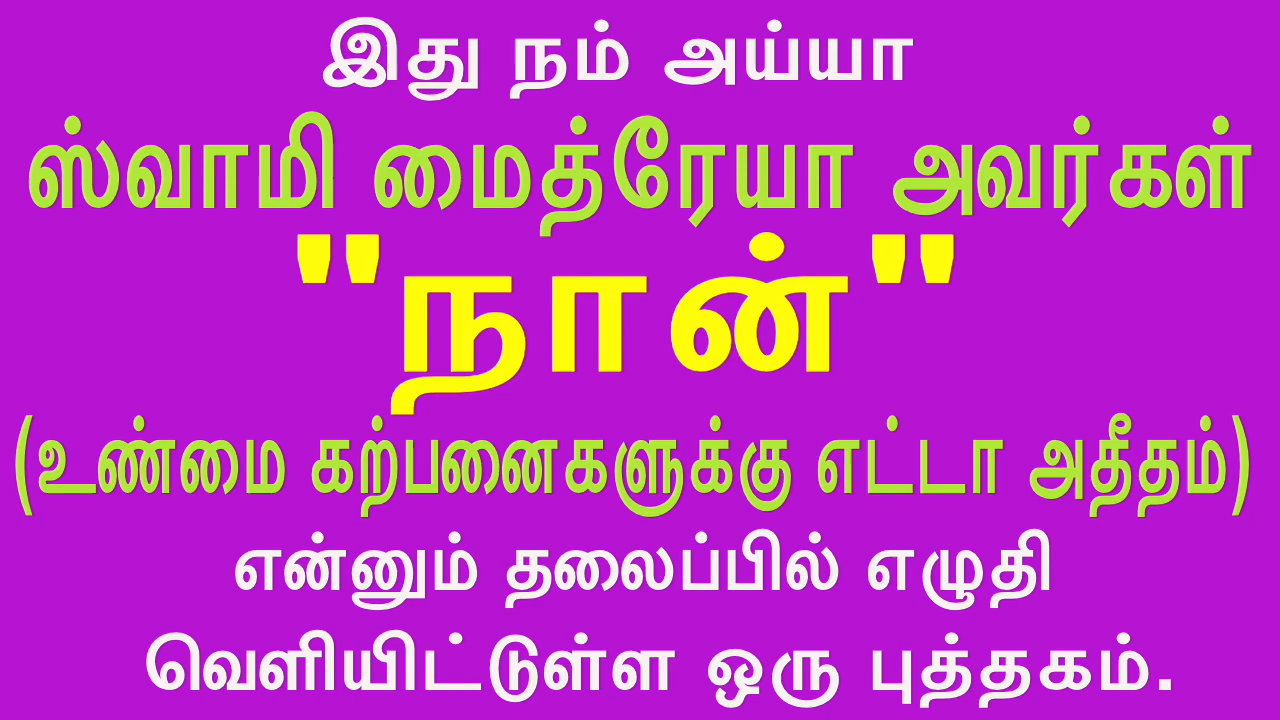 இது நம் அய்யா
ஸ்வாமி மைத்ரேயா அவர்கள்
"நான்"
(உண்மை கற்பனைகளுக்கு எட்டா அதீதம்)
என்னும் தலைப்பில் எழுதி
வெளியிட்டுள்ள ஒரு புத்தகம்.